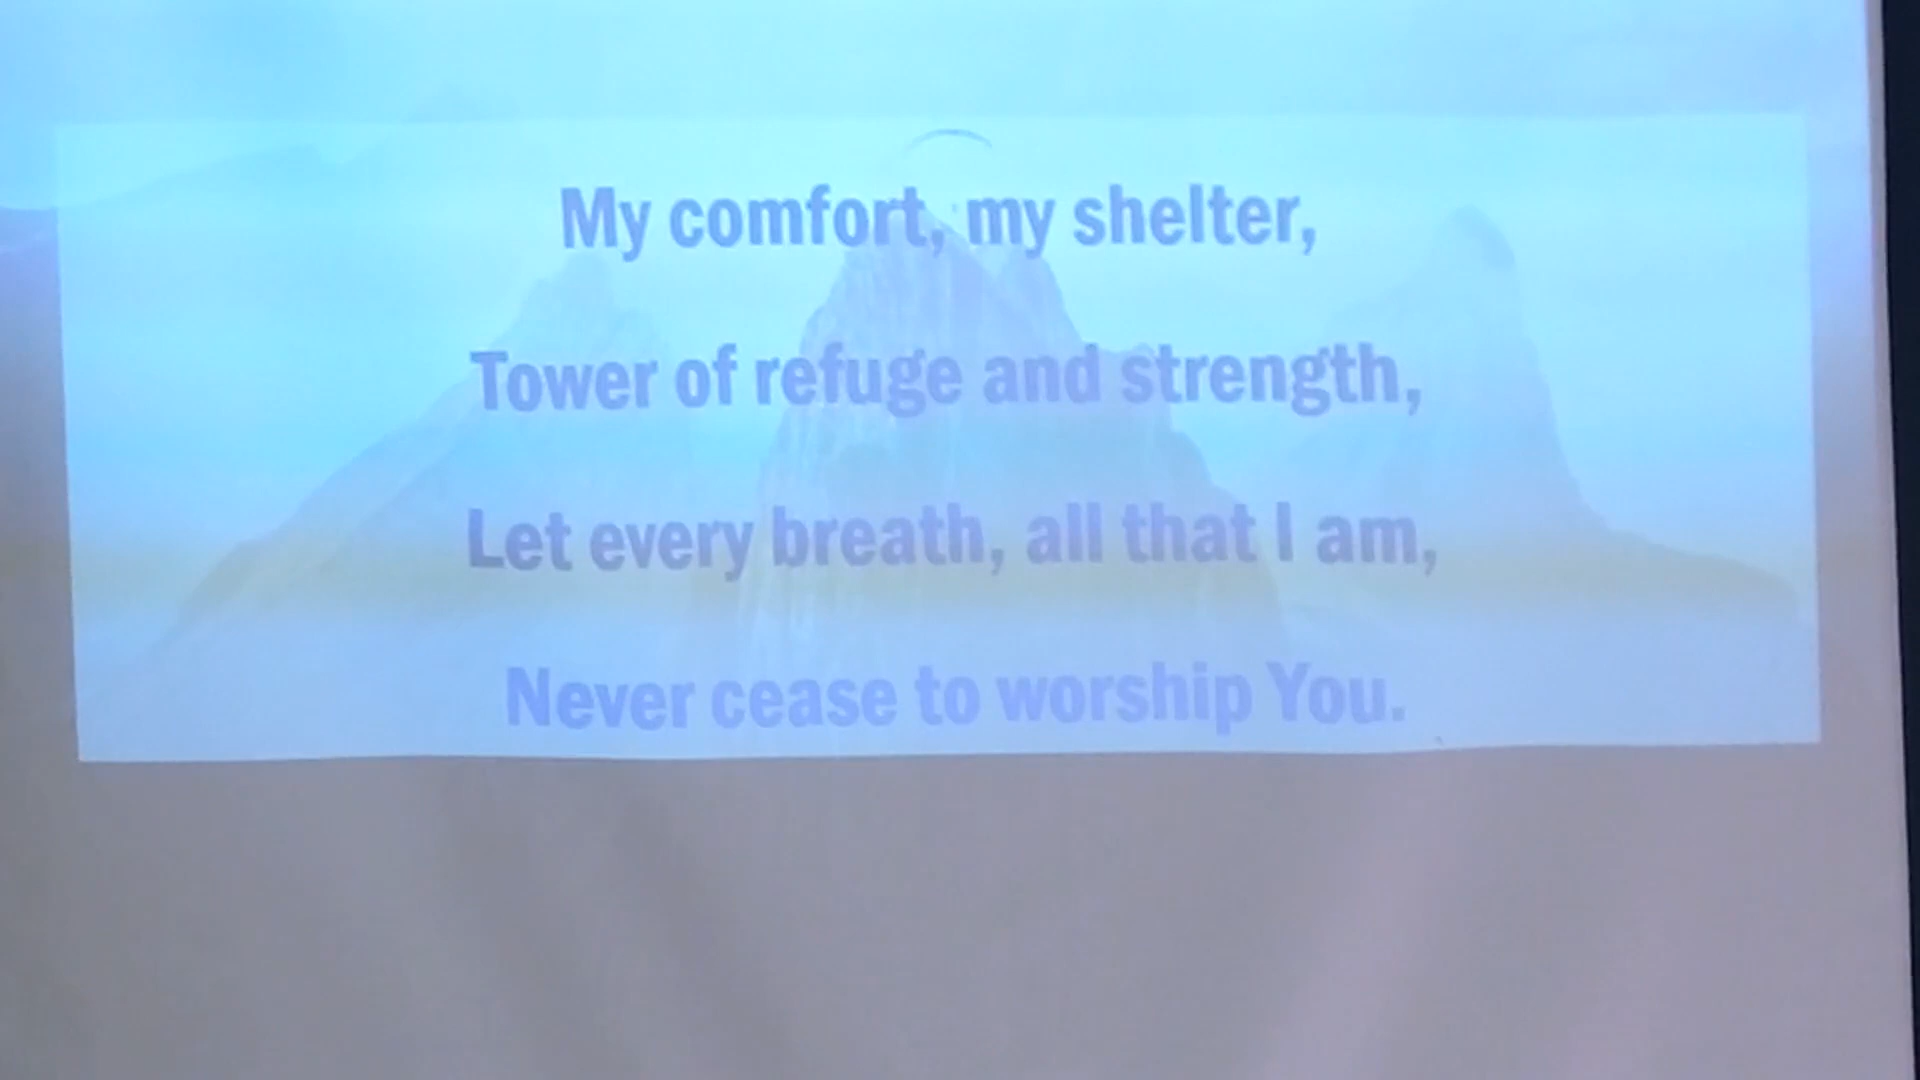 My comfort, my shelter,
Tower of refuge and strength,
Let every breath, all that I am,
Never cease to worship You.